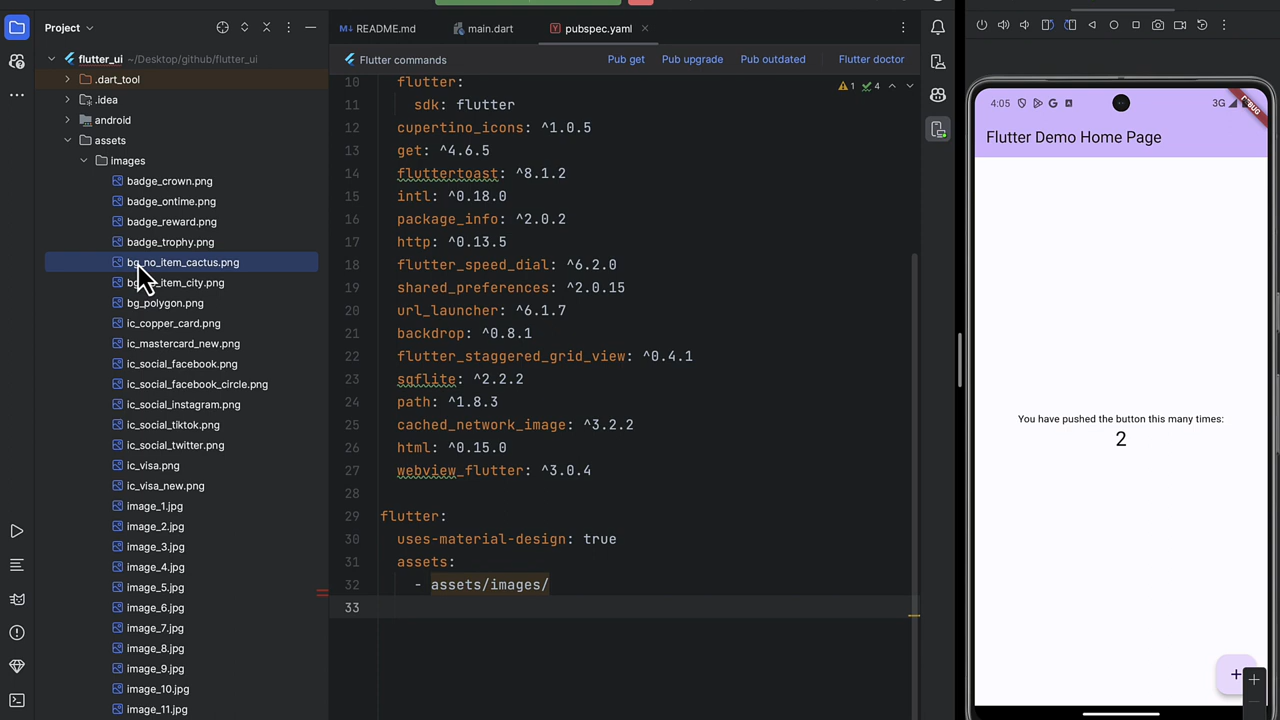 Project
README.md
main.dart
pubspec.yaml
flutter_ui ~/Desktop/github/flutter_ui
.dart_tool
.idea
android
assets
images
badge_crown.png
badge_ontime.png
badge_reward.png
badge_trophy.png
bg_no_item_cactus.png
item_city.png
bg_polygon.png
ic_copper_card.png
ic_mastercard_new.png
ic_social_facebook.png
ic_social_facebook_circle.png
ic_social_instagram.png
ic_social_tiktok.png
ic_social_twitter.png
ic_visa.png
ic_visa_new.png
image_1.jpg
image_2.jpg
image_3.jpg
image_4.jpg
image_5.jpg
image_6.jpg
image_7.jpg
image_8.jpg
image_9.jpg
image_10.jpg
image_11.jpg
Flutter commands
Pub get
Pub upgrade
Pub outdated
Flutter doctor
1 4
10 flutter:
11 sdk: flutter
12 cupertino_icons: ^1.0.5
13 get: ^4.6.5
14 fluttertoast: ^8.1.2
15 intl: ^0.18.0
16 package_info: ^2.0.2
17 http: ^0.13.5
18 flutter_speed_dial: ^6.2.0
19 shared_preferences: ^2.0.15
20 url_launcher: ^6.1.7
21 backdrop: ^0.8.1
22 flutter_staggered_grid_view: ^0.4.1
23 sqflite: ^2.2.2
24 path: ^1.8.3
25 cached_network_image: ^3.2.2
26 html: ^0.15.0
27 webview_flutter: ^3.0.4
28
29 flutter:
30 uses-material-design: true
31 assets:
32 - assets/images/
33
4:05
3G
Flutter Demo Home Page
You have pushed the button this many times:
2
+
+